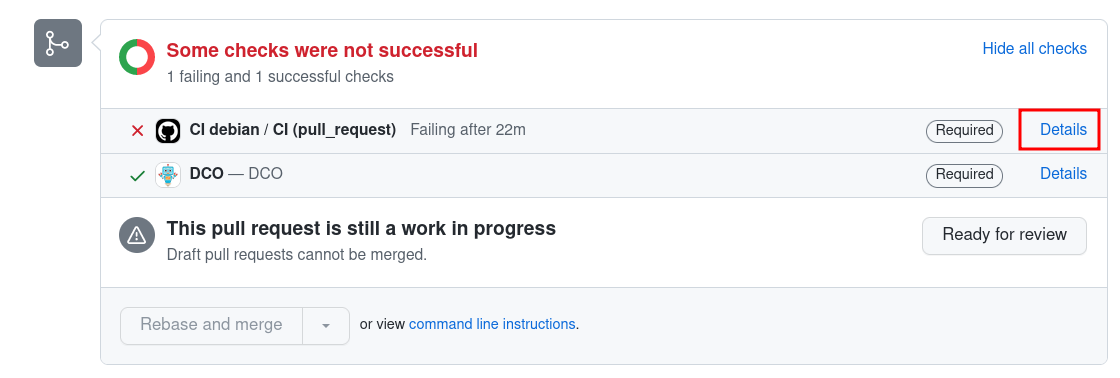 Some checks were not successful
Hide all checks
1 failing and 1 successful checks
CI debian / CI (pull_request) Failing after 22m Required Details
DCO — DCO Required Details
This pull request is still a work in progress
Ready for review
Draft pull requests cannot be merged.
Rebase and merge or view command line instructions.